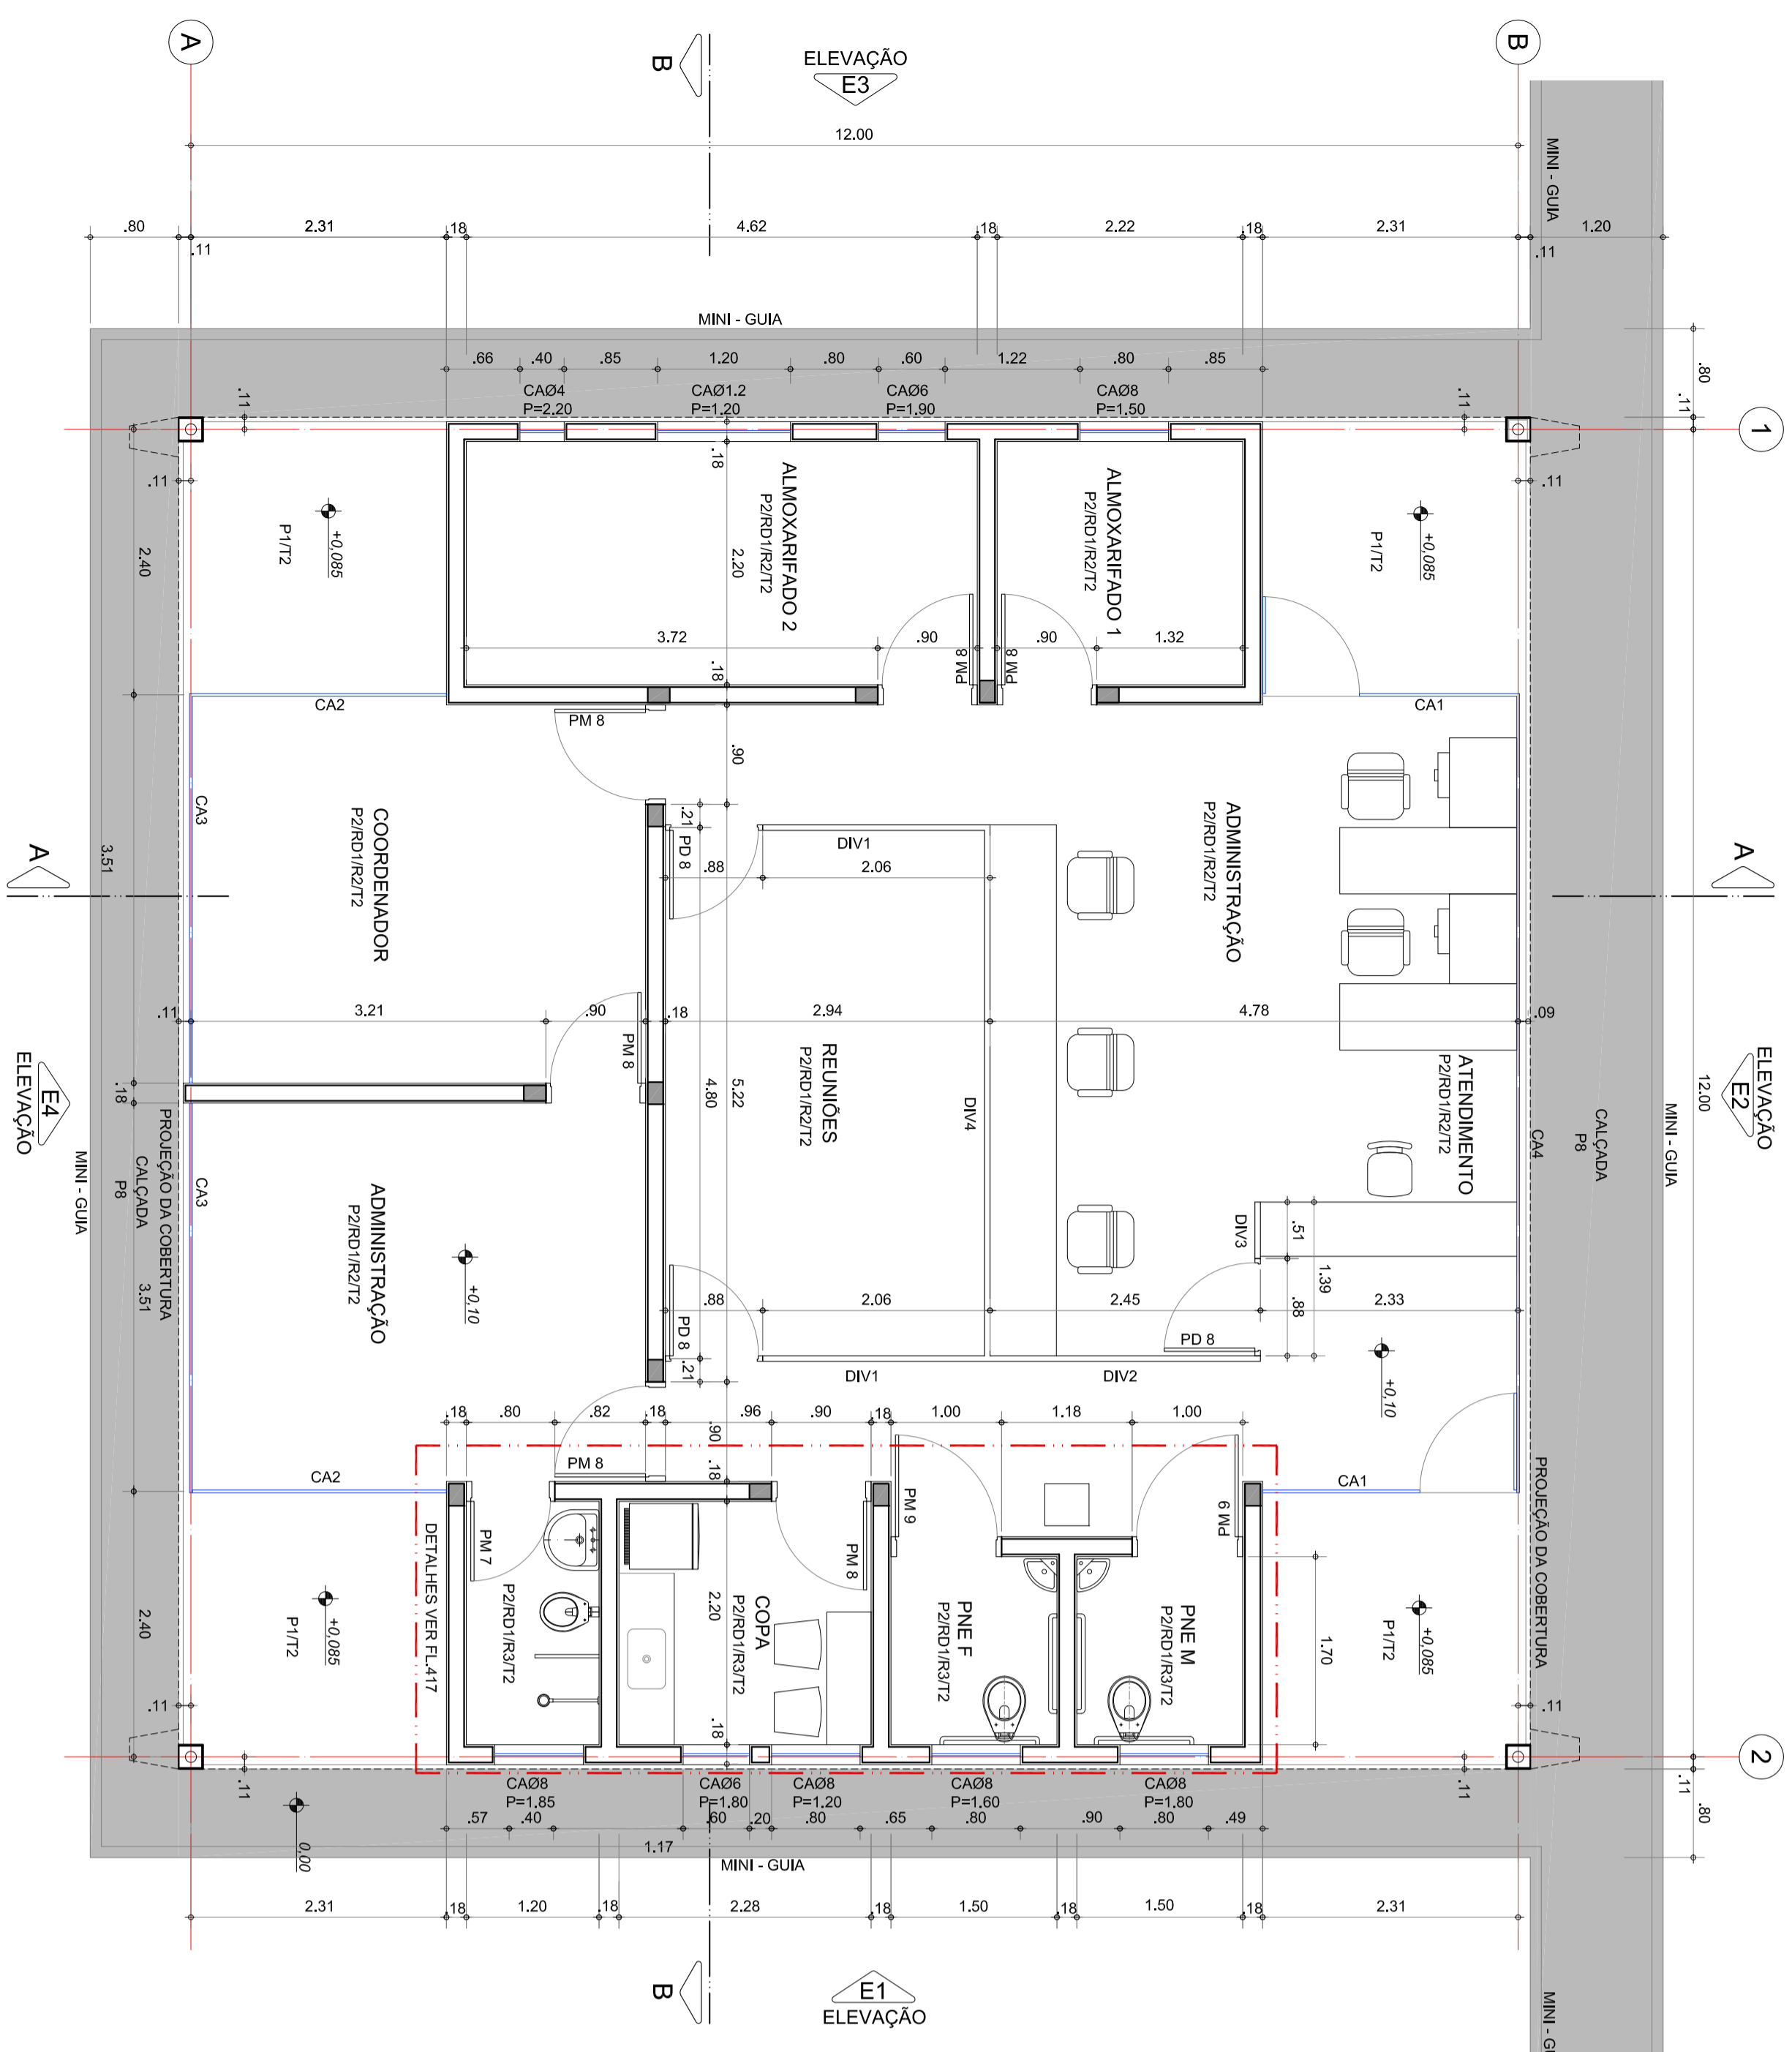 A
B
ELEVAÇÃO
E3
B
12.00
MINI - GUIA
.80
.11
2.31
.18
4.62
.18
2.22
.18
2.31
.11
1.20
MINI - GUIA
.66
.40
.85
1.20
.80
.60
1.22
.80
.85
CAØ4
P=2.20
CAØ1.2
P=1.20
CAØ6
P=1.90
CAØ8
P=1.50
.80
.11
1
.11
.11
.11
.11
.18
ALMOXARIFADO 2
P2/RD1/R2/T2
ALMOXARIFADO 1
P2/RD1/R2/T2
+0,085
P1/T2
+0,085
P1/T2
2.40
2.20
3.72
.90
.90
1.32
PM 8
PM 8
.18
CA2
PM 8
CA1
.90
CA3
COORDENADOR
P2/RD1/R2/T2
.21
PD 8
DIV1
.88
2.06
ADMINISTRAÇÃO
P2/RD1/R2/T2
A
A
3.51
.11
3.21
.90
.18
2.94
4.78
.09
PM 8
REUNIÕES
P2/RD1/R2/T2
5.22
4.80
DIV4
ATENDIMENTO
P2/RD1/R2/T2
CA4
CALÇADA
P8
MINI - GUIA
12.00
ELEVAÇÃO
E2
E4
ELEVAÇÃO
.18
MINI - GUIA
PROJEÇÃO DA COBERTURA
CALÇADA
P8
3.51
CA3
ADMINISTRAÇÃO
P2/RD1/R2/T2
+0,10
DIV3
.51
1.39
.88
.88
2.06
2.45
2.33
PD 8
PD 8
.21
DIV1
DIV2
+0,10
.18
.80
.82
.18
.96
.90
.18
1.00
1.18
1.00
.90
PM 8
.18
CA2
CA1
PROJEÇÃO DA COBERTURA
DETALHES VER FL.417
PM 7
PM 8
PM 9
PM 9
P2/RD1/R3/T2
2.20
COPA
P2/RD1/R3/T2
PNE F
P2/RD1/R3/T2
PNE M
P2/RD1/R3/T2
1.70
+0,085
P1/T2
+0,085
P1/T2
2.40
.11
.11
.18
2
.11
.11
.11
.80
0,00
CAØ8
P=1.85
CAØ6
P=1.80
CAØ8
P=1.20
CAØ8
P=1.60
CAØ8
P=1.80
.57
.40
.60
.20
.80
.65
.80
.90
.80
.49
1.17
MINI - GUIA
2.31
.18
1.20
.18
2.28
.18
1.50
.18
1.50
.18
2.31
B
E1
ELEVAÇÃO
MINI - GU